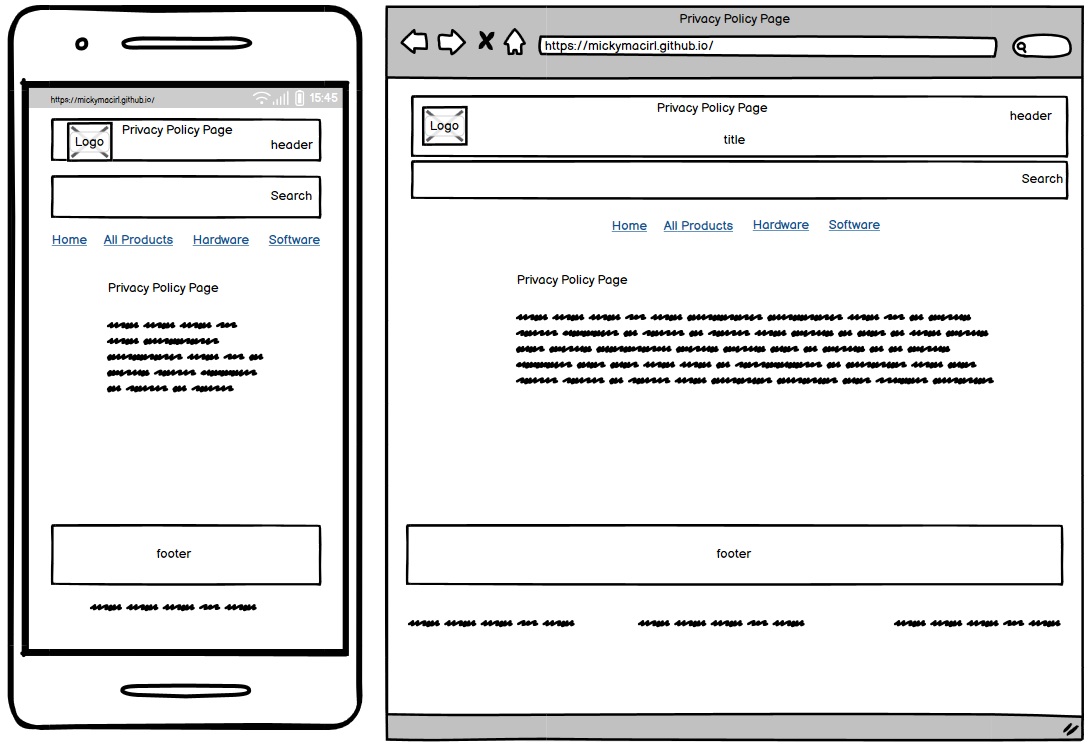 https://mickymacirl.github.io/ 15:45
Privacy Policy Page
Logo
header
Search
Home All Products Hardware Software
Privacy Policy Page
footer
Privacy Policy Page
https://mickymacirl.github.io/
Privacy Policy Page
header
Logo
title
Search
Home All Products Hardware Software
Privacy Policy Page
footer